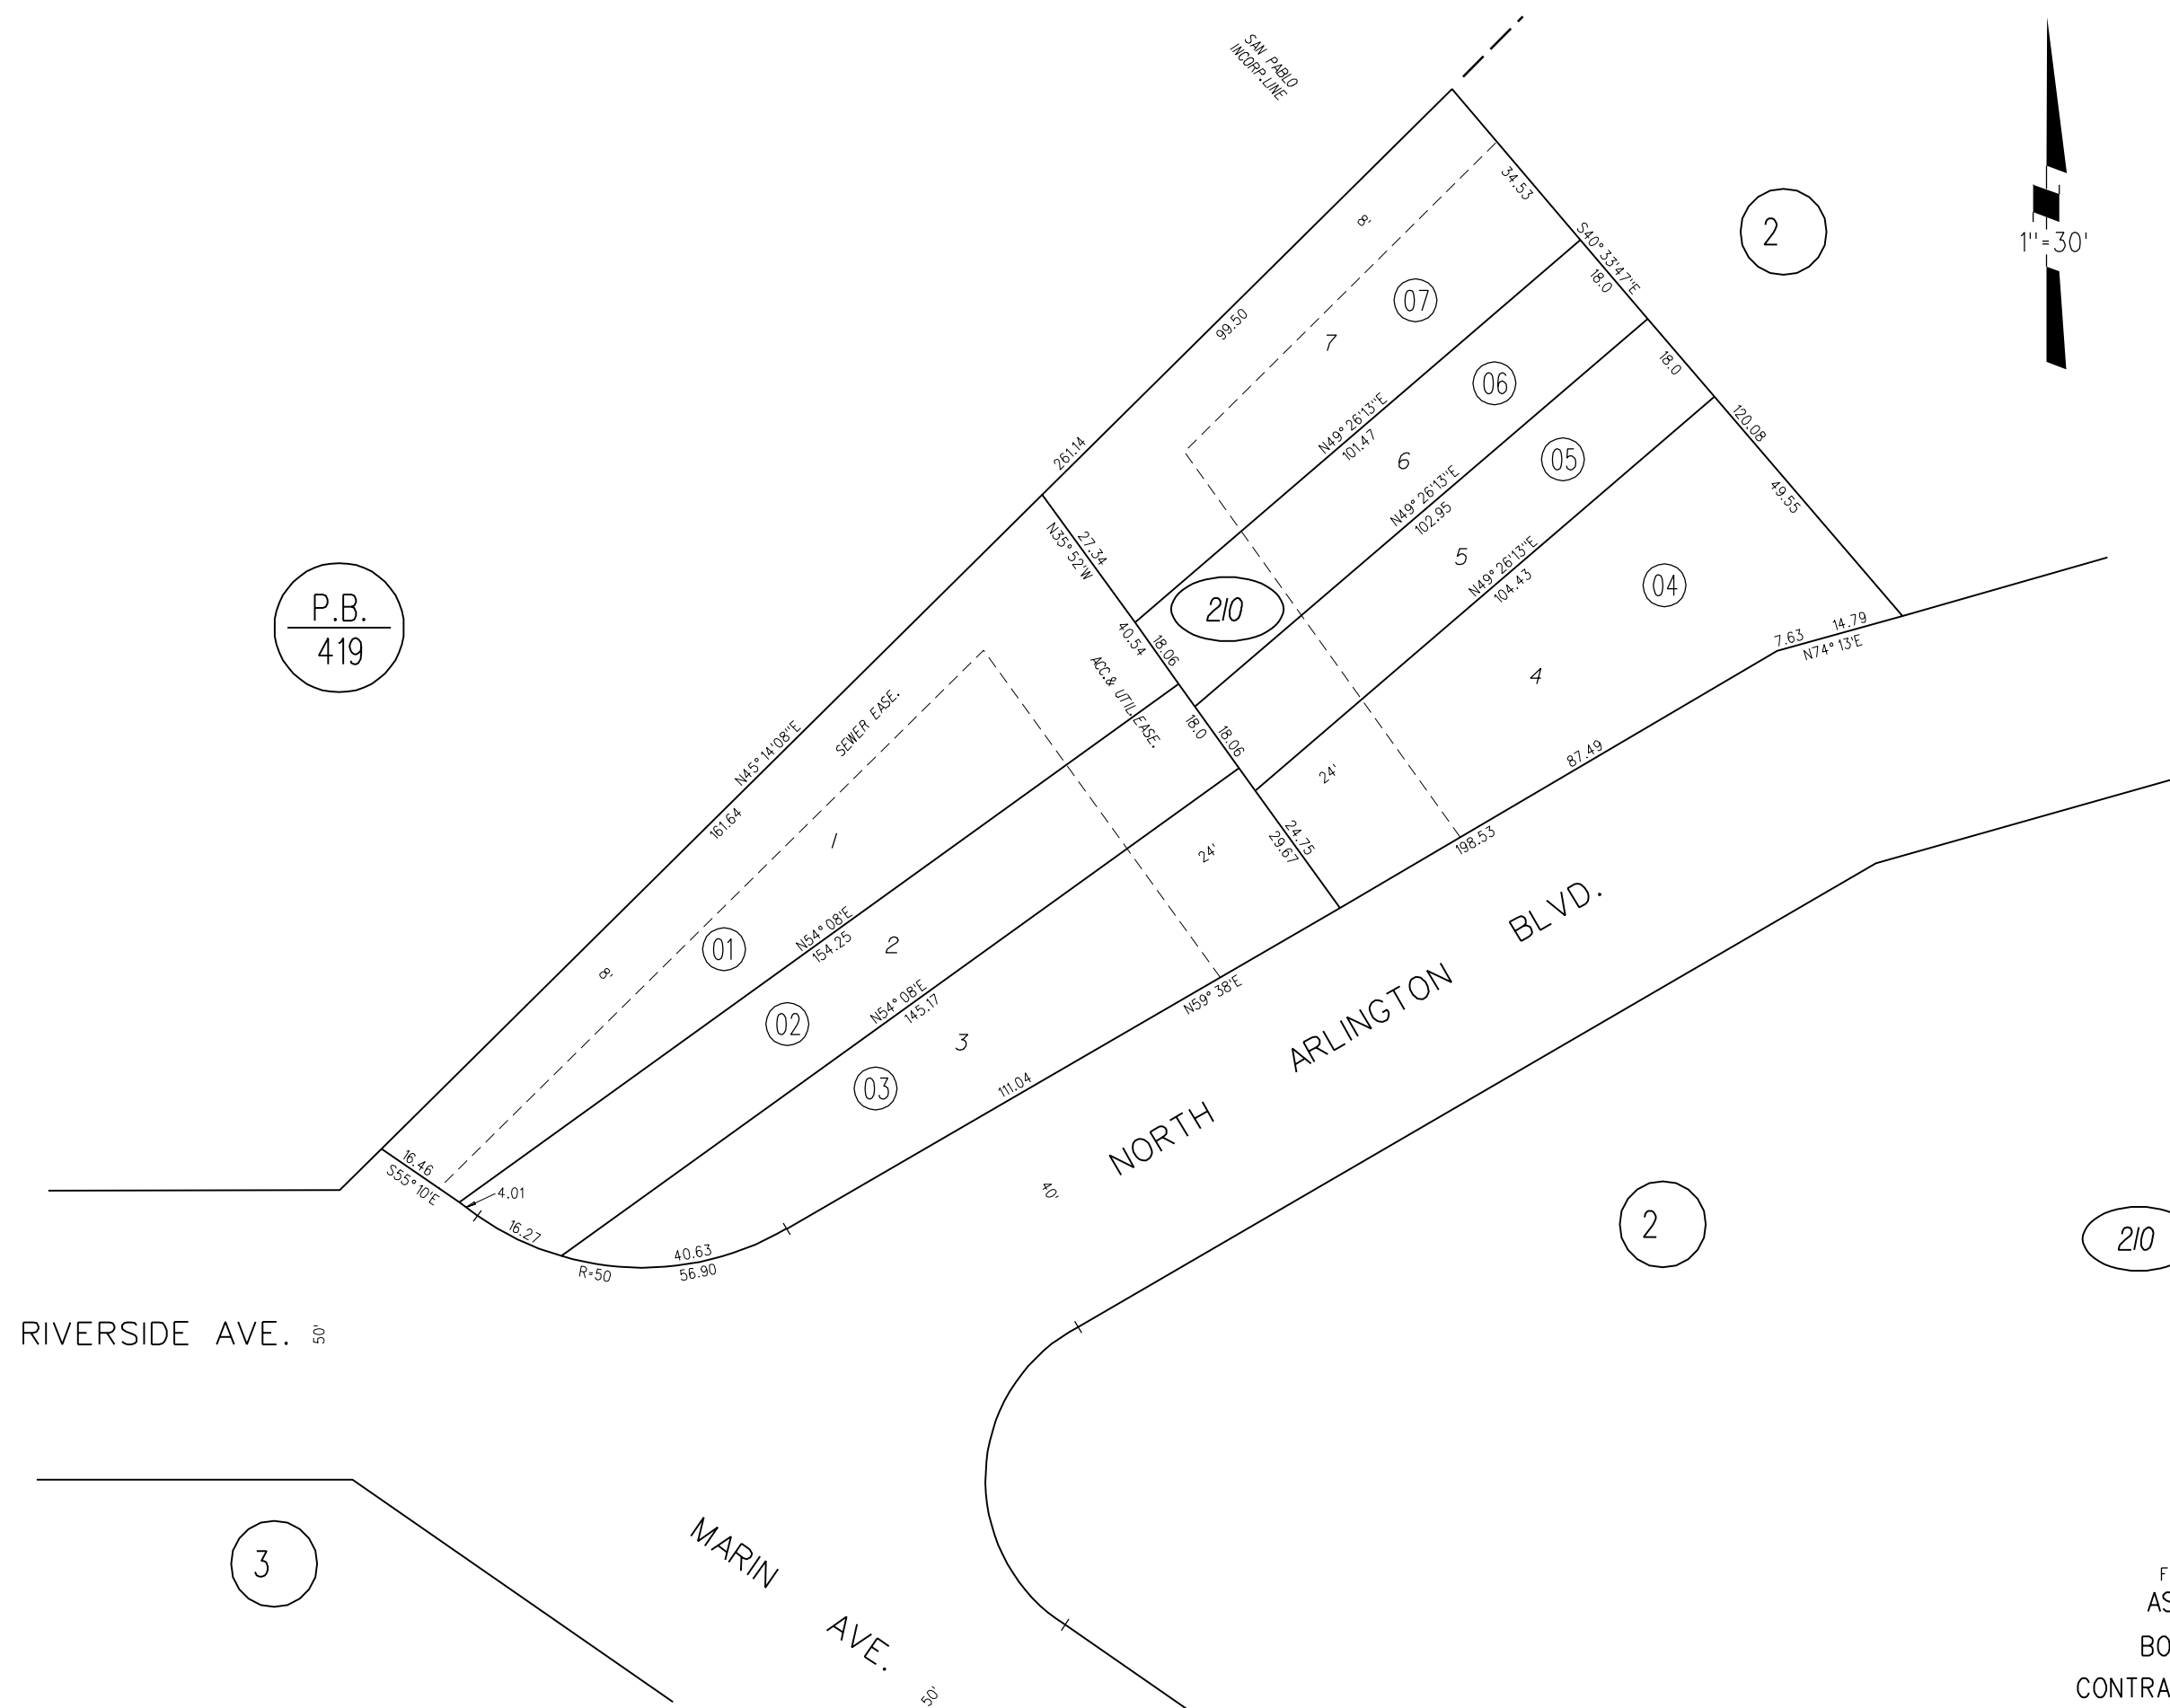 SAN PABLO
INCORP.LINE
1"=30'
2
34.53
S40°33'47"E
18.0
18.0
120.08
49.55
8'
99.50
07
7
06
N49°26'13"E
101.47
6
05
N49°26'13"E
102.95
5
N49°26'13"E
104.43
04
4
261.14
27.34
N35°52'W
210
40.54
18.06
ACC.& UTIL.EASE.
18.0
18.06
24'
24.75
29.67
24'
7.63
14.79
N74°13'E
87.49
198.53
P.B.
419
SEWER EASE.
N45°14'08"E
161.64
1
01
N54°08'E
154.25
2
02
N54°08'E
145.17
3
03
8'
N59°38'E
111.04
16.46
S55°10'E
4.01
16.27
40.63
R=50
56.90
NORTH ARLINGTON BLVD.
40'
2
210
RIVERSIDE AVE.
50'
3
MARIN AVE.
50'
F
AS
BO
CONTRA